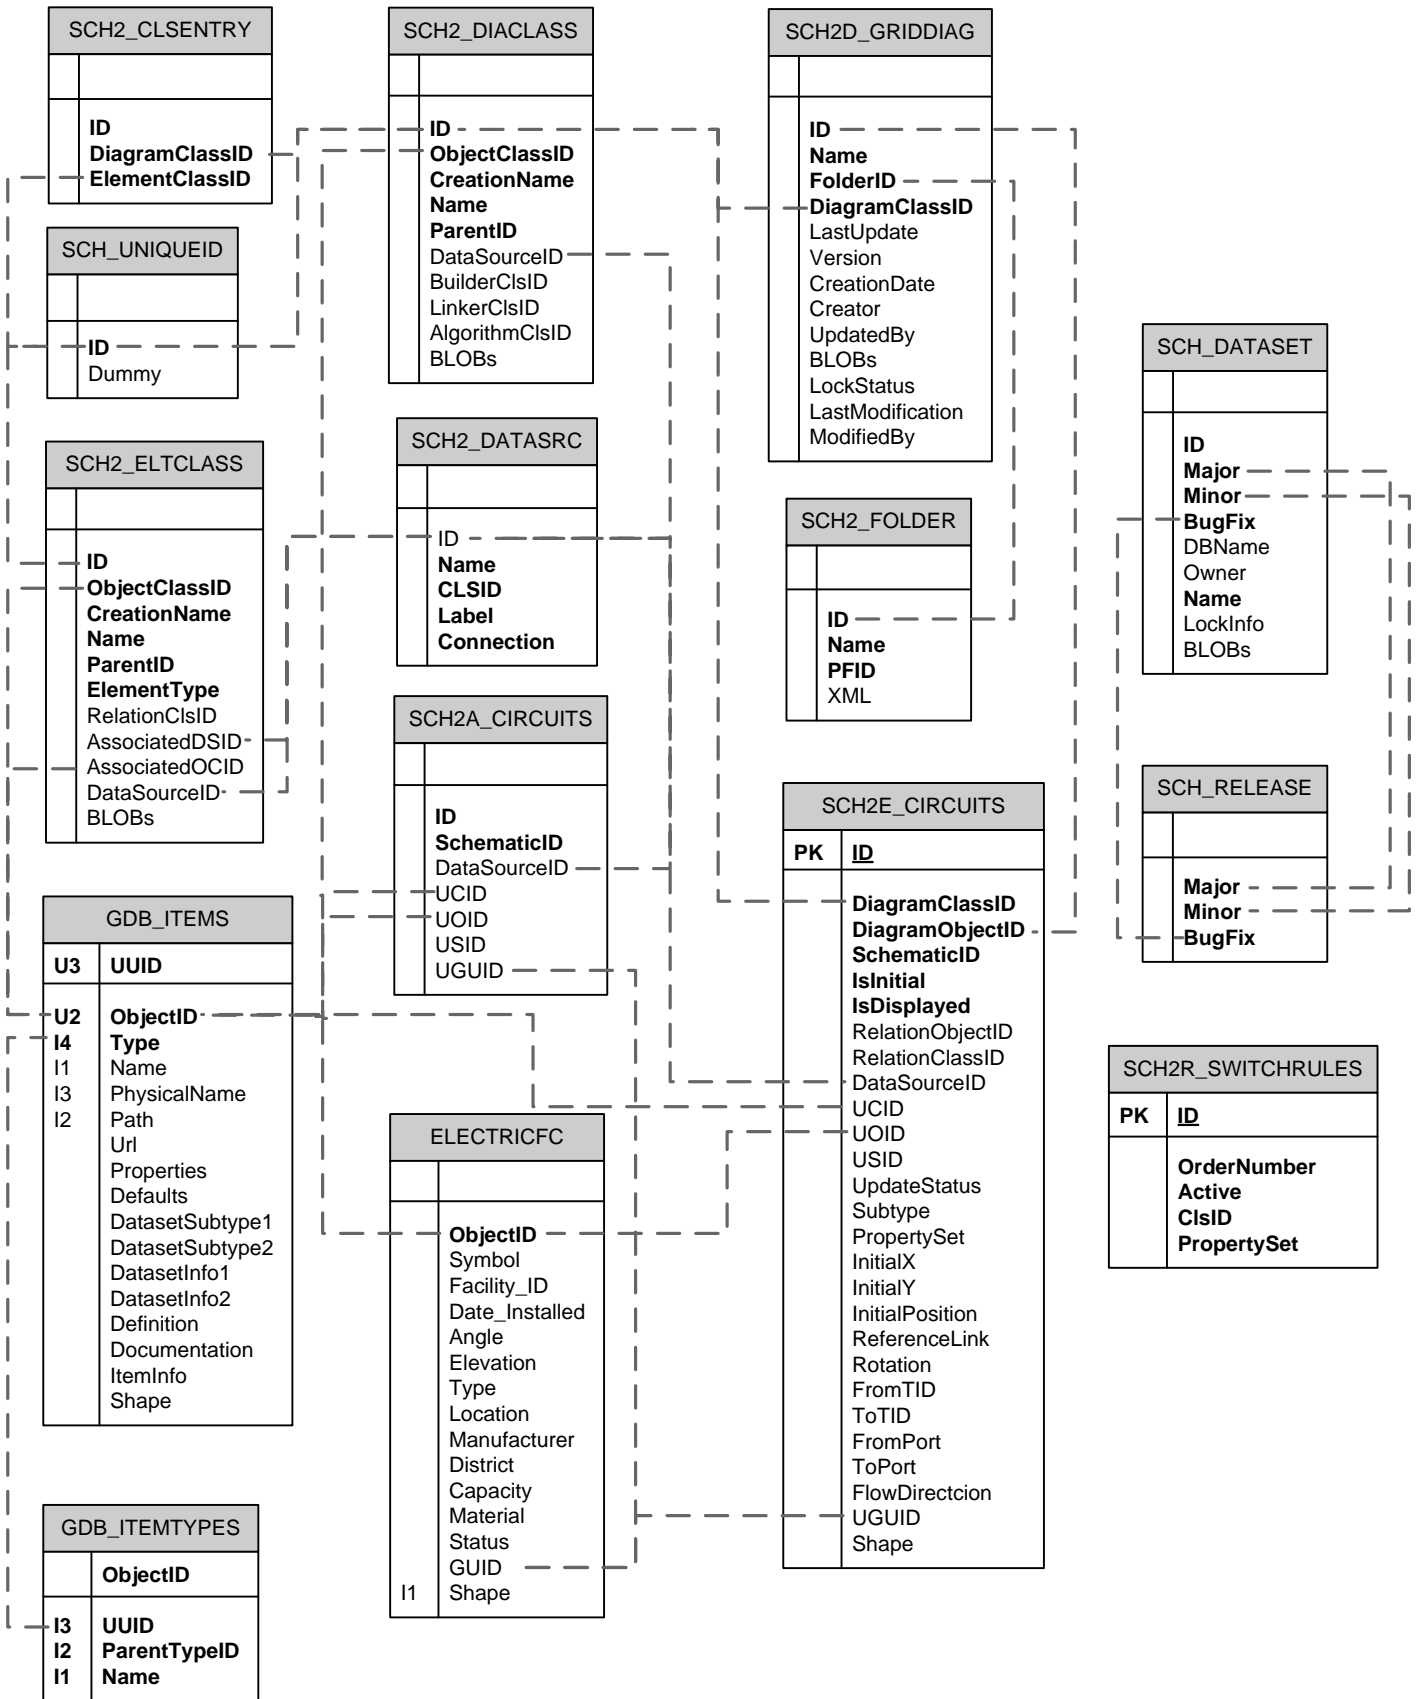 SCH2_CLSENTRY
ID
DiagramClassID
ElementClassID
SCH_UNIQUEID
ID
Dummy
SCH2_ELTCLASS
ID
ObjectClassID
CreationName
Name
ParentID
ElementType
RelationClsID
AssociatedDSID
AssociatedOCID
DataSourceID
BLOBs
GDB_ITEMS
U3 UUID
U2 ObjectID
I4 Type
I1 Name
I3 PhysicalName
I2 Path
Url
Properties
Defaults
DatasetSubtype1
DatasetSubtype2
DatasetInfo1
DatasetInfo2
Definition
Documentation
ItemInfo
Shape
GDB_ITEMTYPES
ObjectID
I3 UUID
I2 ParentTypeID
I1 Name
SCH2_DIACLASS
ID
ObjectClassID
CreationName
Name
ParentID
DataSourceID
BuilderClsID
LinkerClsID
AlgorithmClsID
BLOBs
SCH2_DATASRC
ID
Name
CLSID
Label
Connection
SCH2A_CIRCUITS
ID
SchematicID
DataSourceID
UCID
UOID
USID
UGUID
ELECTRICFC
ObjectID
Symbol
Facility_ID
Date_Installed
Angle
Elevation
Type
Location
Manufacturer
District
Capacity
Material
Status
GUID
I1 Shape
SCH2D_GRIDDIAG
ID
Name
FolderID
DiagramClassID
LastUpdate
Version
CreationDate
Creator
UpdatedBy
BLOBs
LockStatus
LastModification
ModifiedBy
SCH2_FOLDER
ID
Name
PFID
XML
SCH2E_CIRCUITS
PK ID
DiagramClassID
DiagramObjectID
SchematicID
IsInitial
IsDisplayed
RelationObjectID
RelationClassID
DataSourceID
UCID
UOID
USID
UpdateStatus
Subtype
PropertySet
InitialX
InitialY
InitialPosition
ReferenceLink
Rotation
FromTID
ToTID
FromPort
ToPort
FlowDirectcion
UGUID
Shape
SCH_DATASET
ID
Major
Minor
BugFix
DBName
Owner
Name
LockInfo
BLOBs
SCH_RELEASE
Major
Minor
BugFix
SCH2R_SWITCHRULES
PK ID
OrderNumber
Active
ClsID
PropertySet